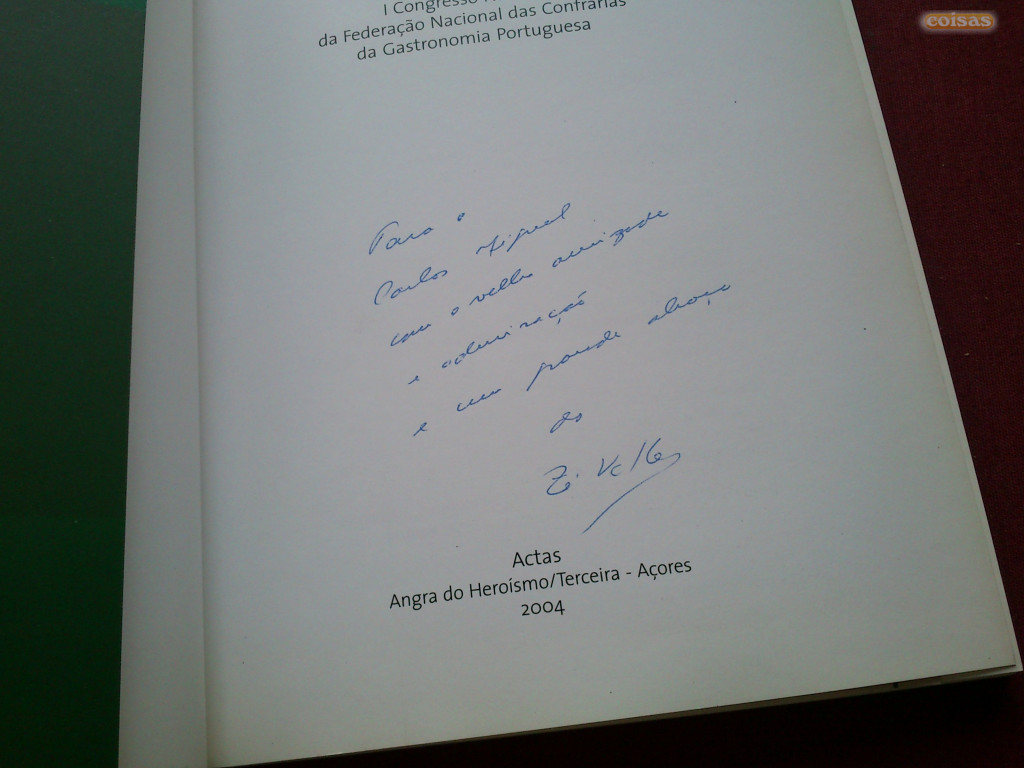 coisas
I Congresso
da Federação Nacional das Confrarias
da Gastronomia Portuguesa
Para o
Carlos Miguel
com a velha amizade
e admiração
e um grande abraço
do
Actas
Angra do Heroísmo/Terceira - Açores
2004